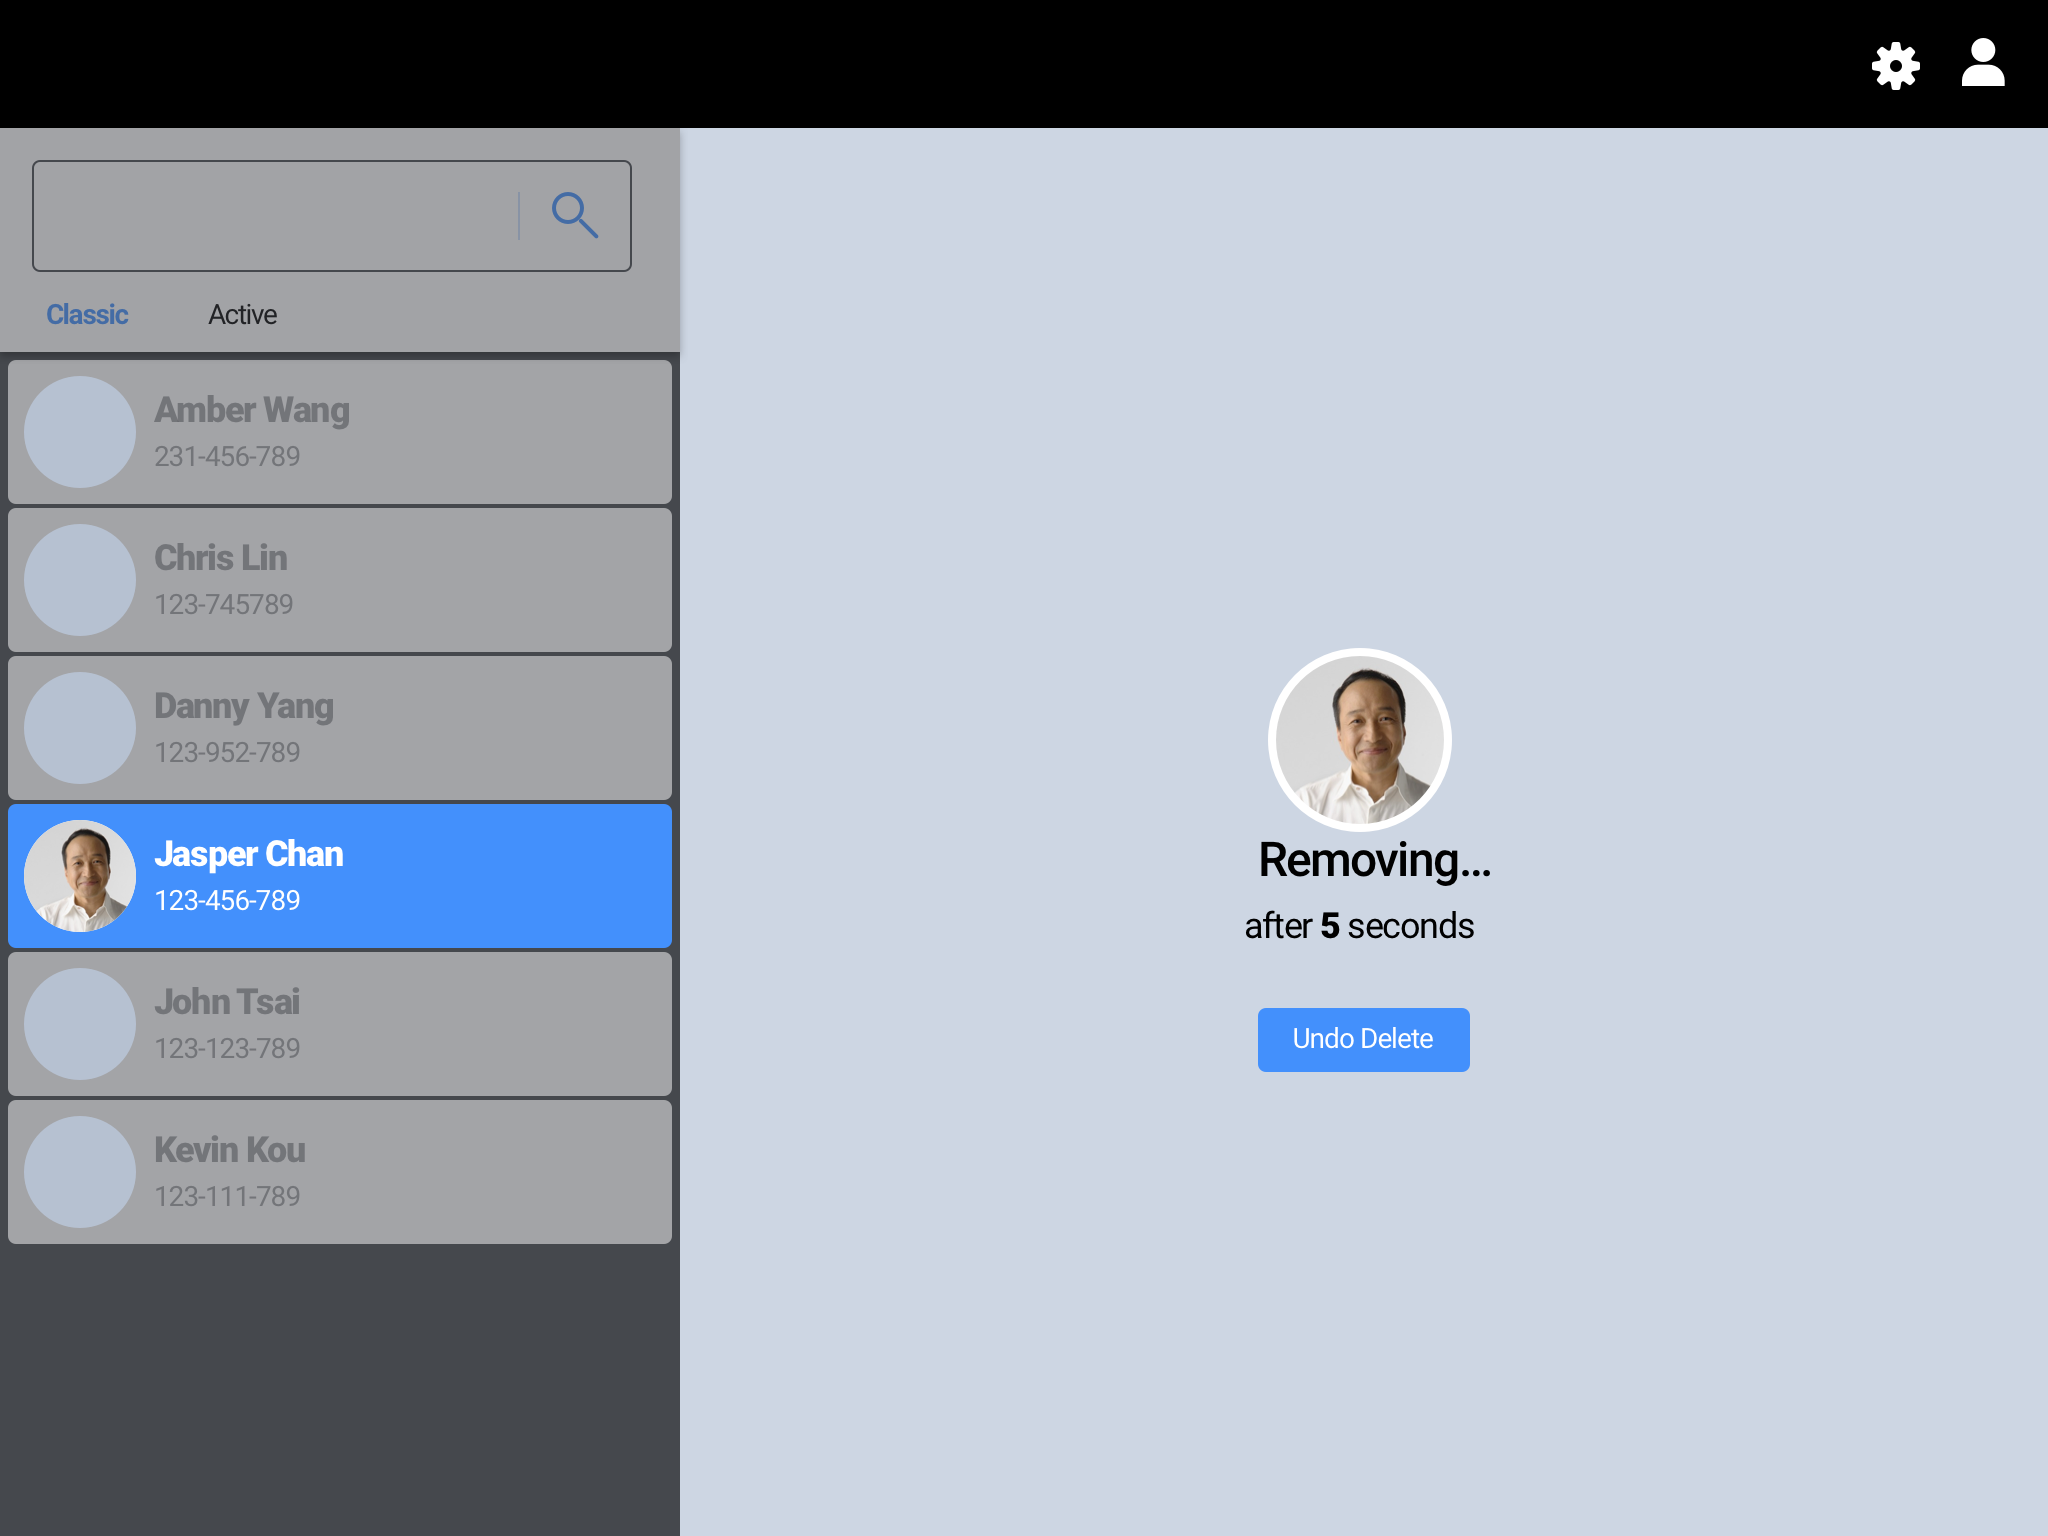 Classic
Active
Amber Wang
231-456-789
Chris Lin
123-745789
Danny Yang
123-952-789
Jasper Chan
123-456-789
John Tsai
123-123-789
Kevin Kou
123-111-789
Removing...
after 5 seconds
Undo Delete